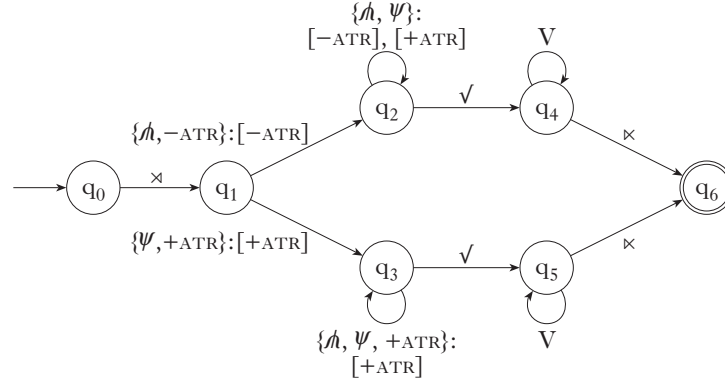 {ꟛ, Ψ}:
[−ATR], [+ATR]
V
q₂
√
q₄
{ꟛ,−ATR}:[−ATR]
⋉
q₀
⋊
q₁
q₆
{Ψ,+ATR}:[+ATR]
⋉
q₃
√
q₅
{ꟛ, Ψ, +ATR}:
[+ATR]
V